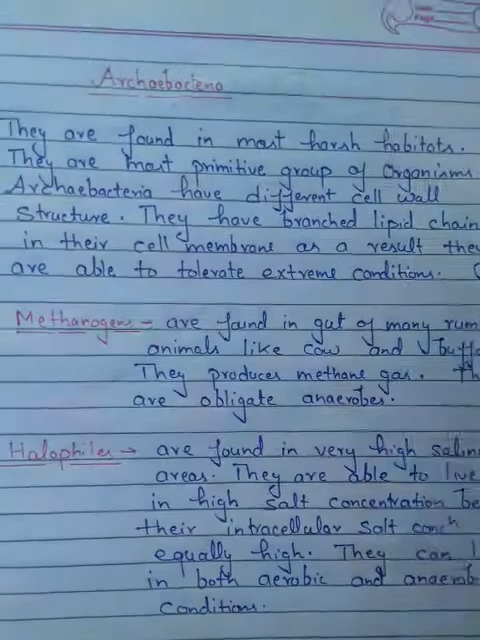 Archaebacteria
They are found in most harsh habitats.
They are most primitive group of organisms
Archaebacteria have different cell wall
Structure. They have branched lipid chain
in their cell membrane as a result they
are able to tolerate extreme conditions.
Methanogens - are found in gut of many rum
animals like cow and buff
They produces methane gas. Th
are obligate anaerobes.
Halophiles → are found in very high salin
areas. They are able to live
in high salt concentration be
their intracellular salt concn
equally high. They can l
in both aerobic and anaerob
conditions.